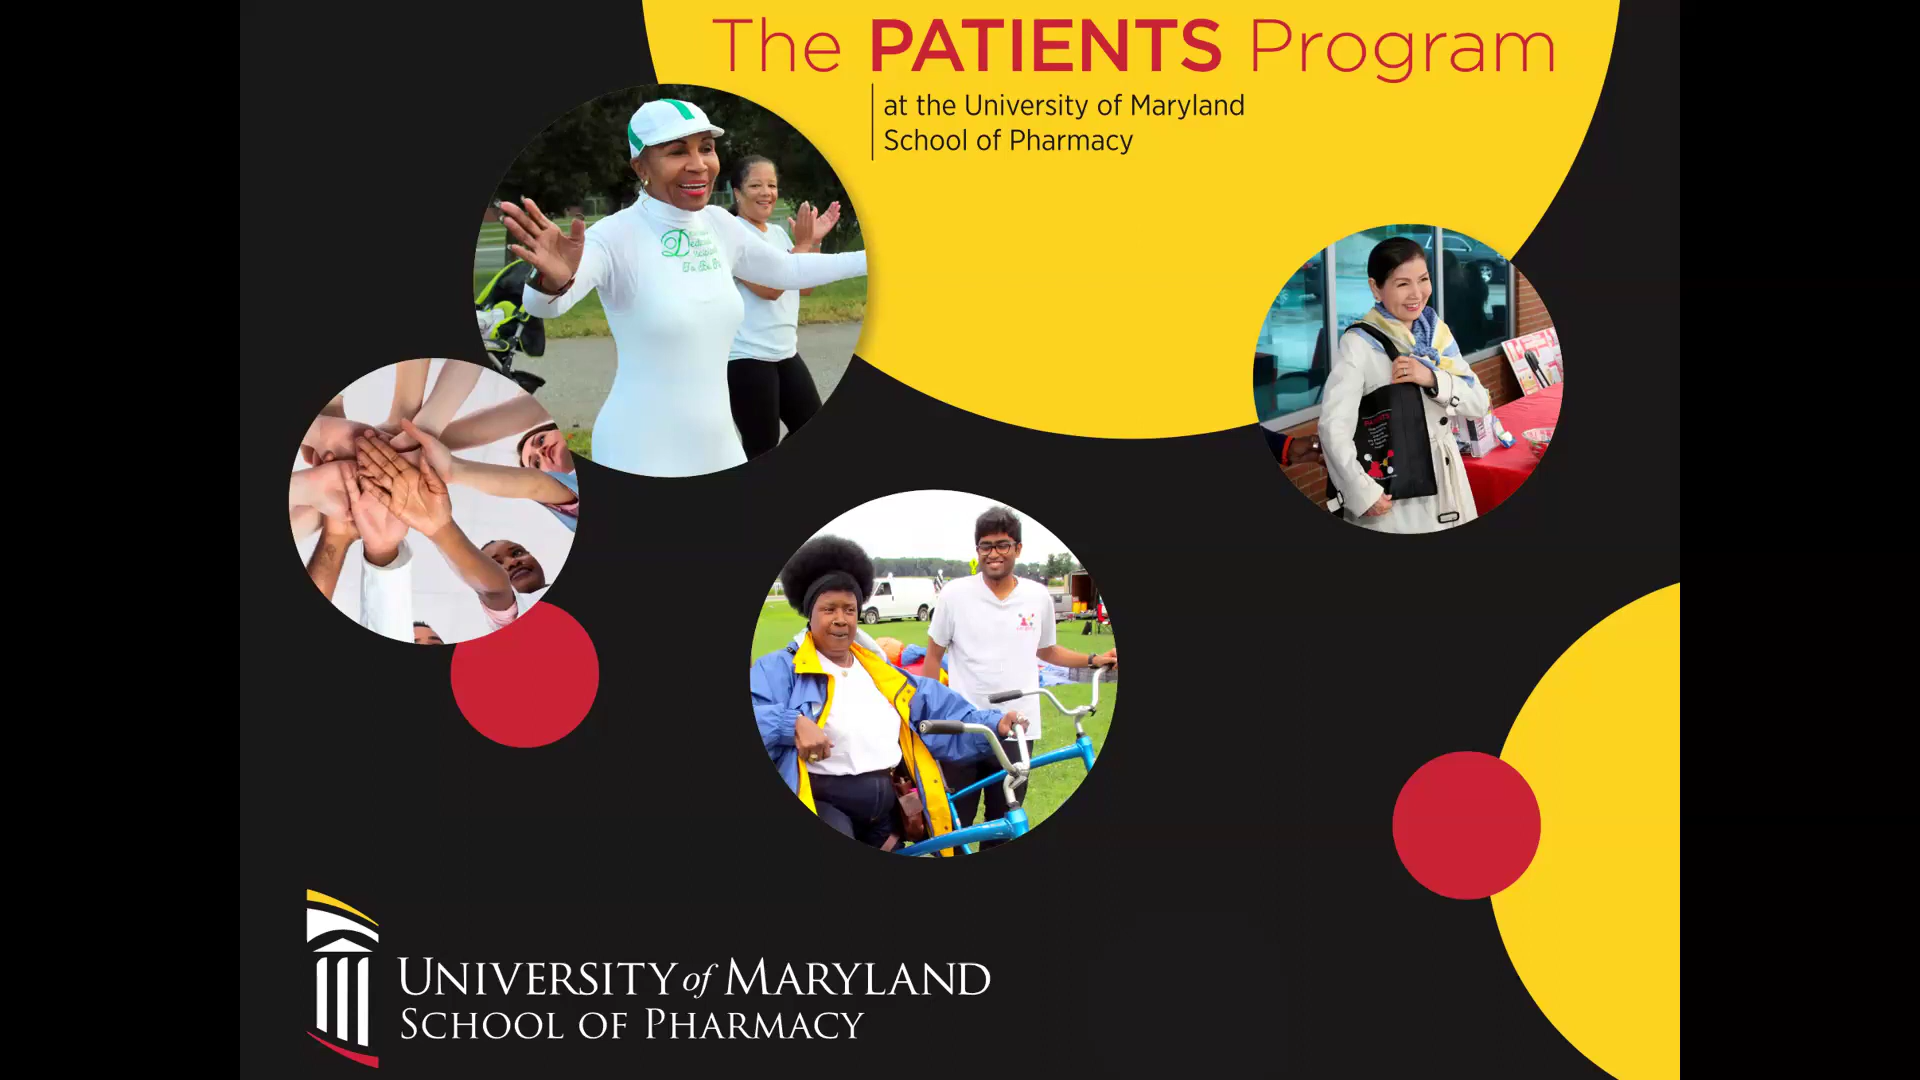 The PATIENTS Program
at the University of Maryland
School of Pharmacy
UNIVERSITY of MARYLAND
SCHOOL OF PHARMACY